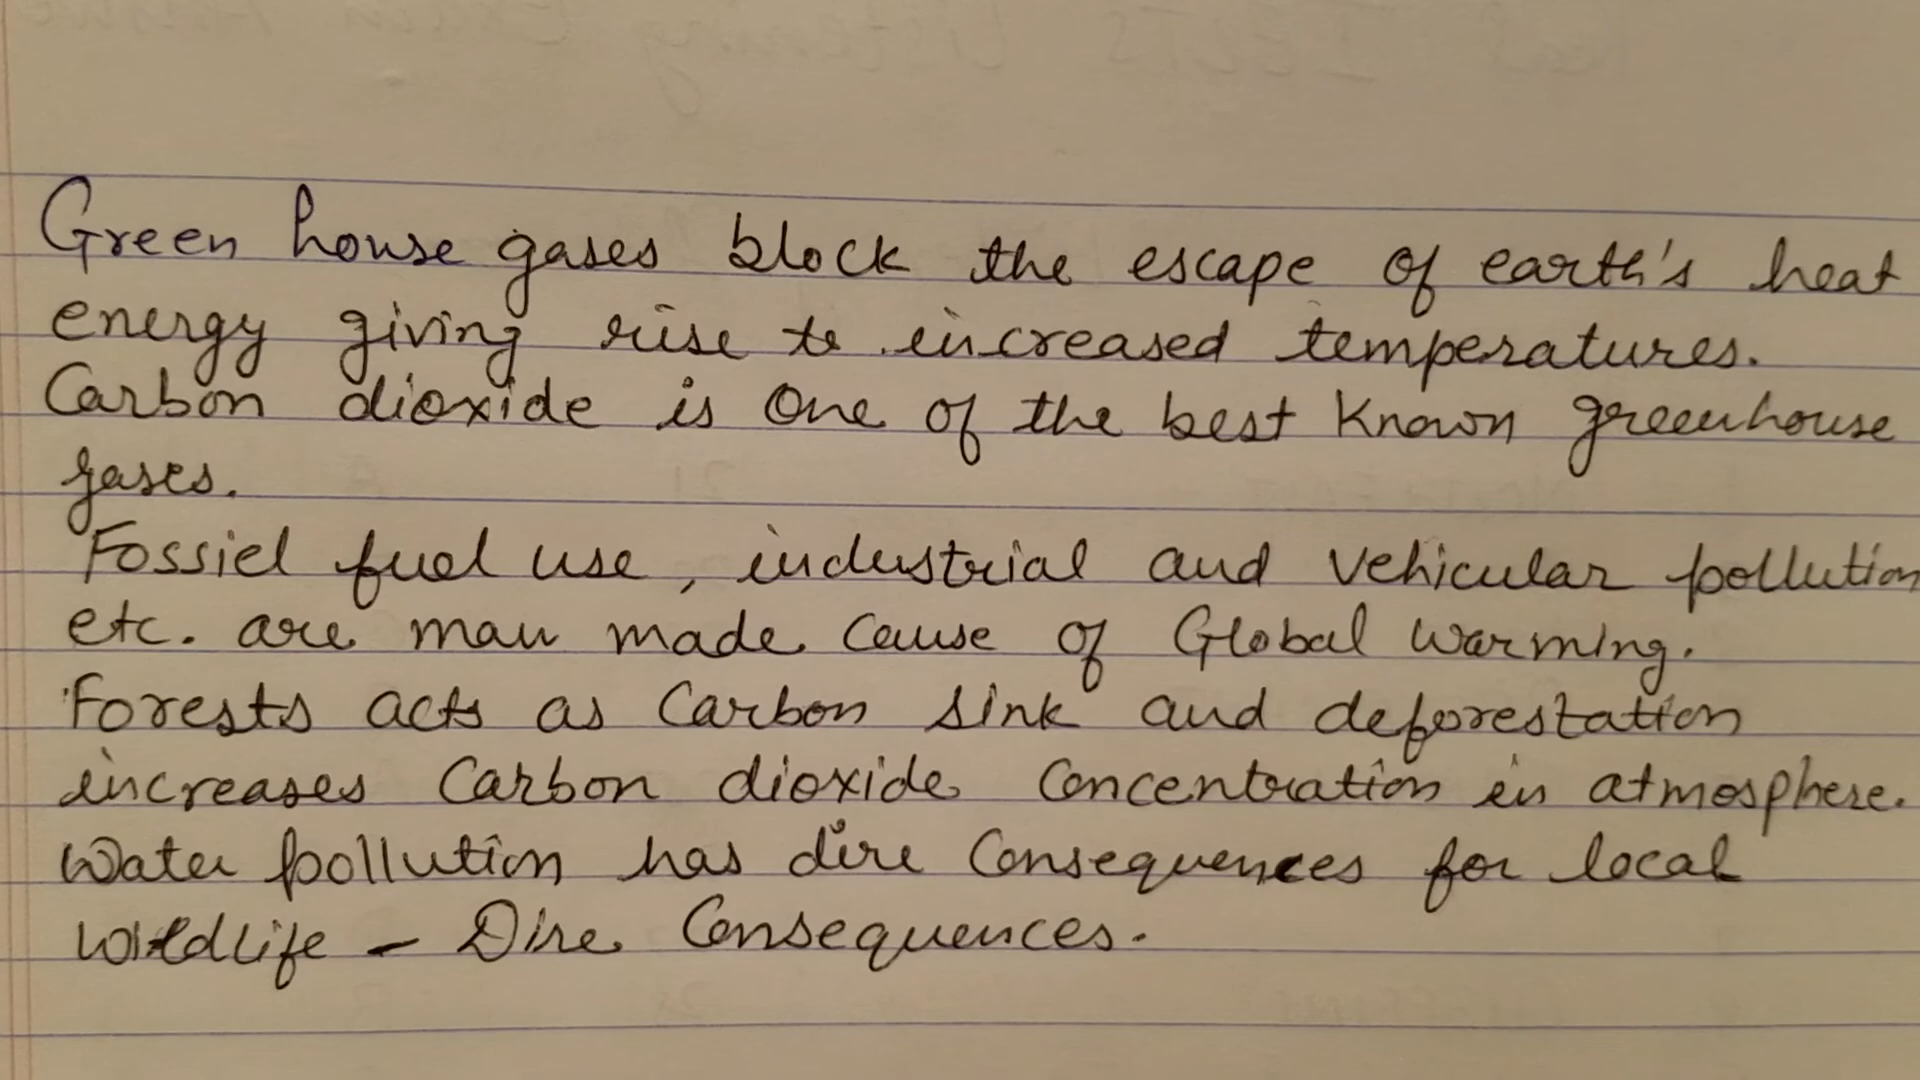 Green house gases block the escape of earth's heat
energy giving rise to increased temperatures.
Carbon dioxide is One of the best Known greenhouse
gases.
Fossiel fuel use, industrial and vehicular pollution
etc. are man made cause of Global Warming.
Forests acts as Carbon sink and deforestation
increases Carbon dioxide Concentration in atmosphere.
Water pollution has dire Consequences for local
Wildlife - Dire Consequences.